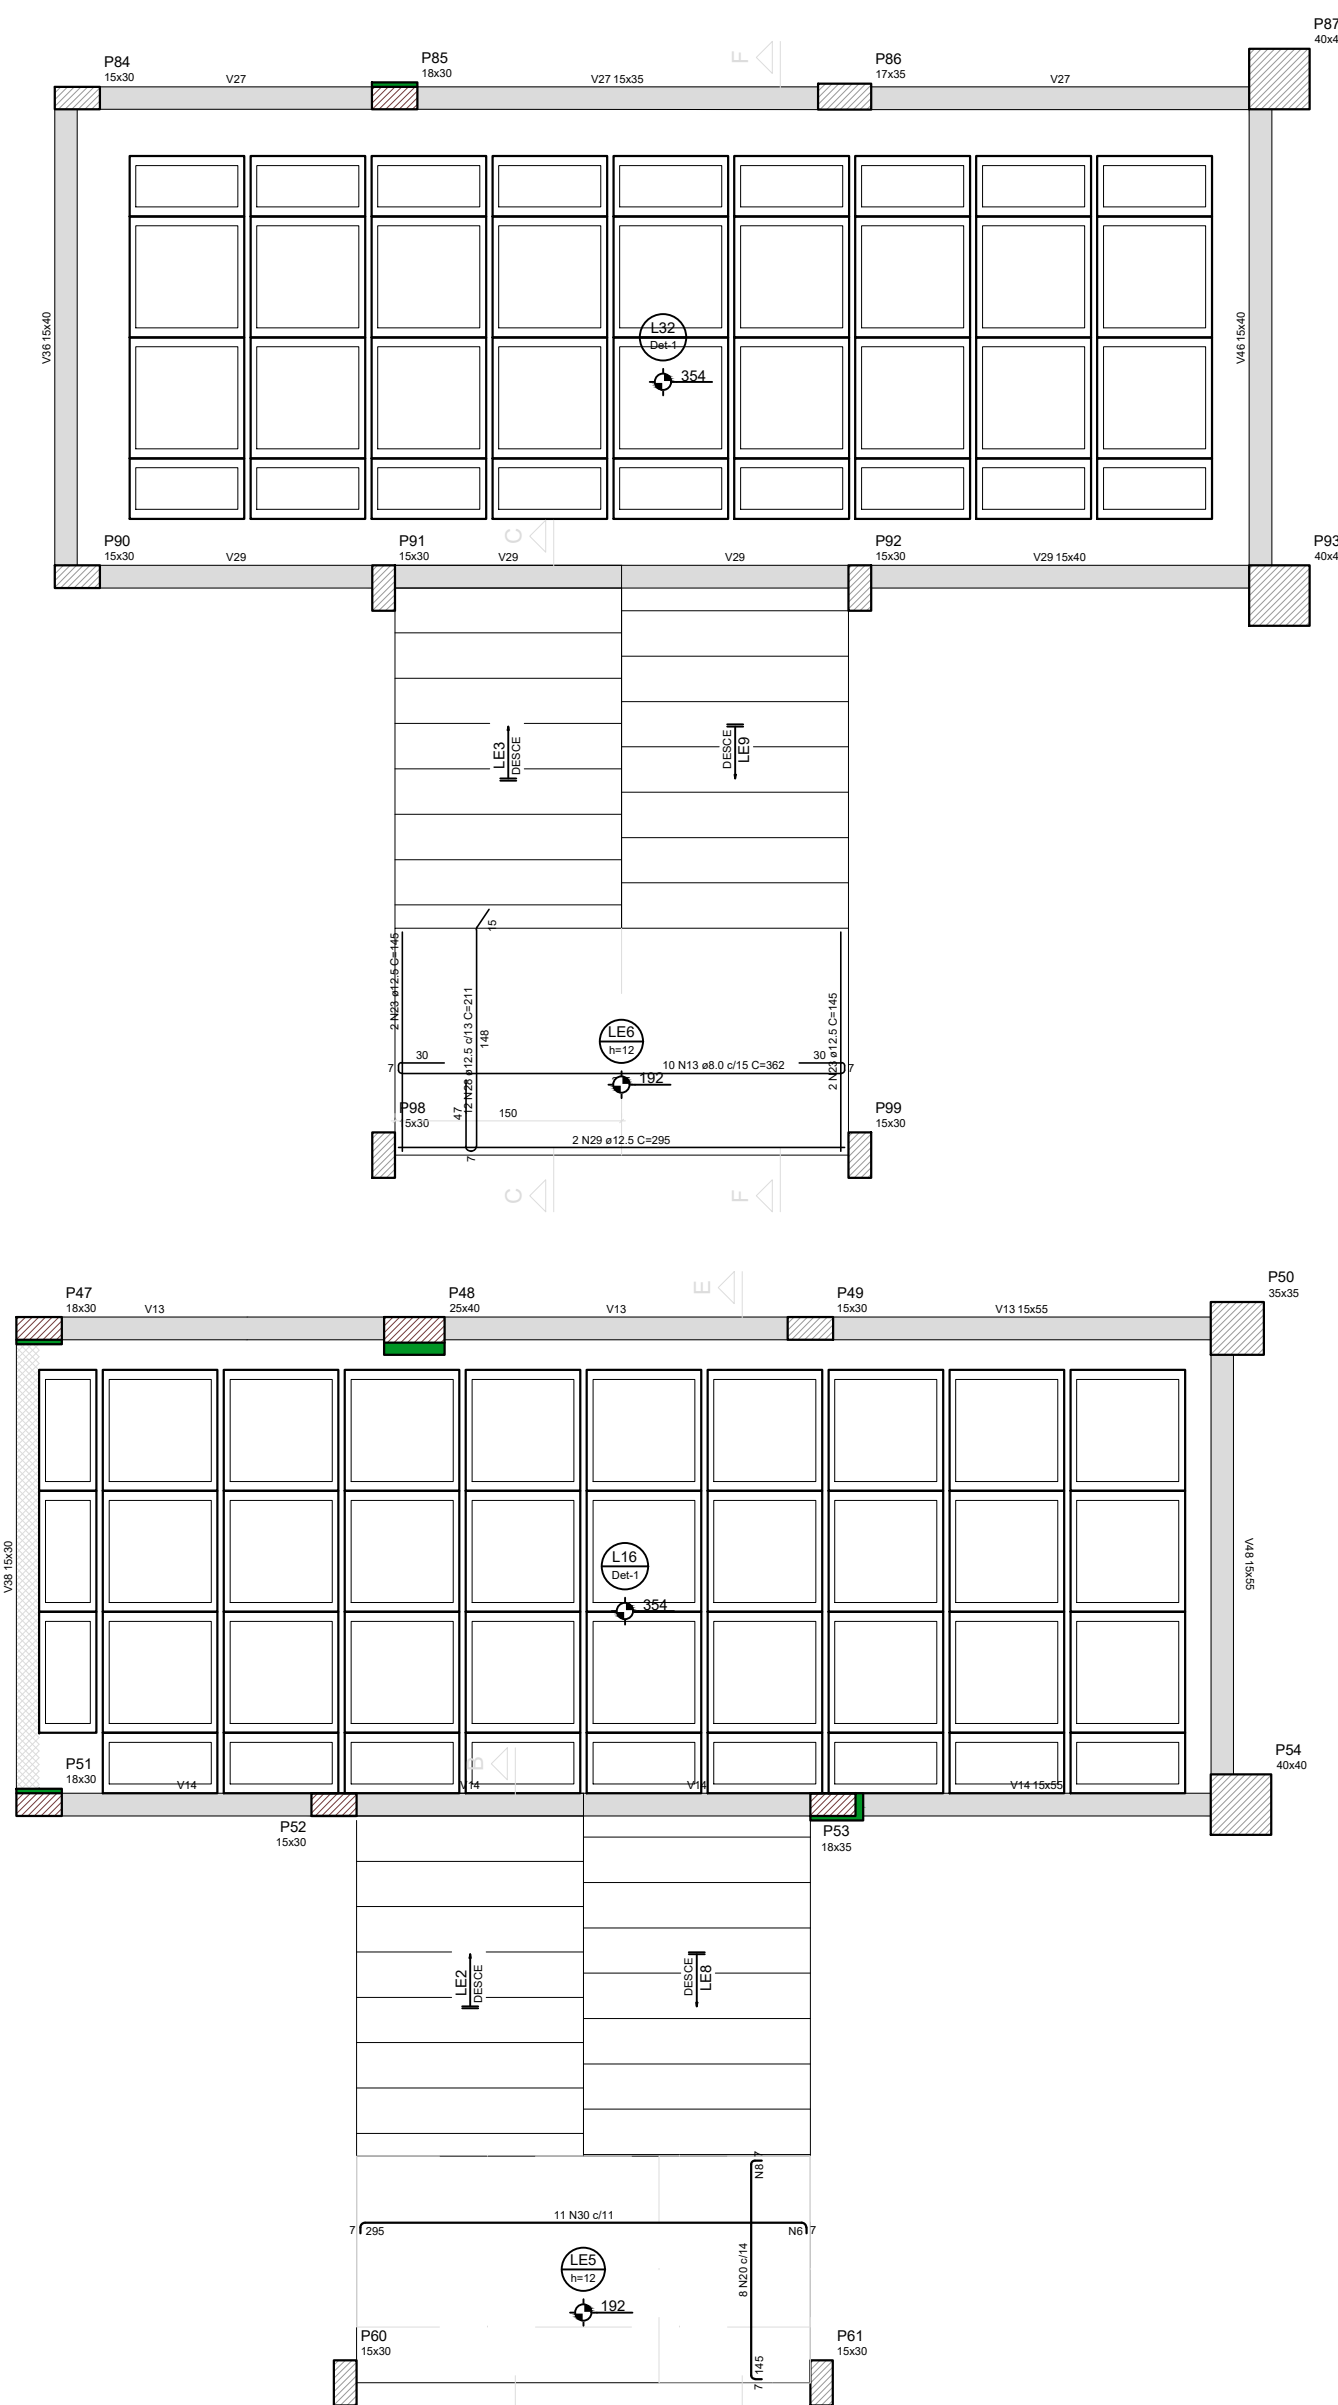 P87
40x4
P84
15x30
V27
P85
18x30
V27 15x35
F
P86
17x35
V27
V36 15x40
L32
Det-1
354
V46 15x40
C
P90
15x30
V29
P91
15x30
V29
V29
P92
15x30
V29 15x40
P93
40x4
LE3
DESCE
DESCE
LE9
15
2 N23 ø12.5 C=145
12 N28 ø12.5 c/13 C=211
148
LE6
h=12
2 N23 ø12.5 C=145
30
30
7
10 N13 ø8.0 c/15 C=362
7
192
P98
15x30
47
150
P99
15x30
2 N29 ø12.5 C=295
7
C
F
E
P47
18x30
V13
P48
25x40
V13
P49
15x30
V13 15x55
P50
35x35
V38 15x30
L16
Det-1
354
V48 15x55
B
P51
18x30
V14
V14
V14
V14 15x55
P54
40x40
P52
15x30
P53
18x35
LE2
DESCE
DESCE
LE8
7
N8
11 N30 c/11
7
295
N6
7
LE5
h=12
8 N20 c/14
192
P60
15x30
P61
15x30
145
7